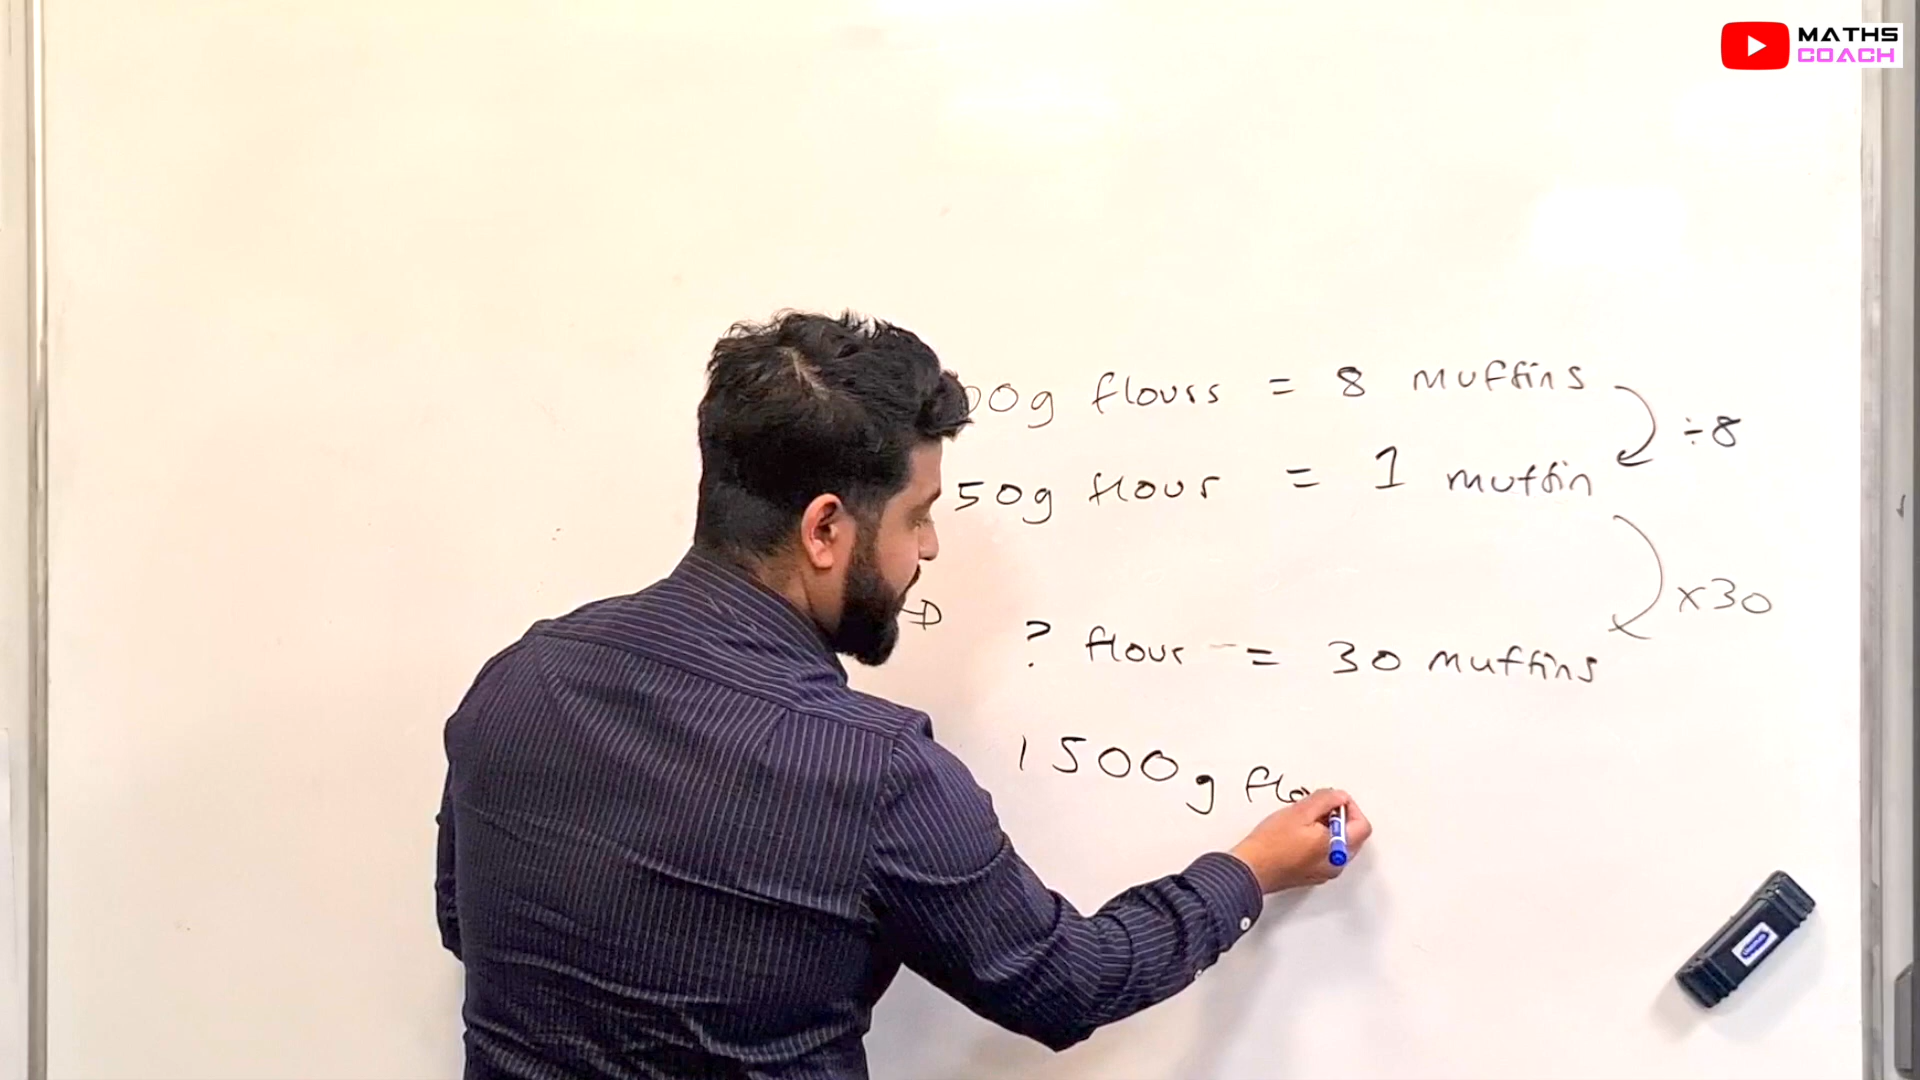 MATHS
COACH
00g flours = 8 muffins
÷8
50g flour = 1 muffin
x30
? flour = 30 muffins
1500g flo